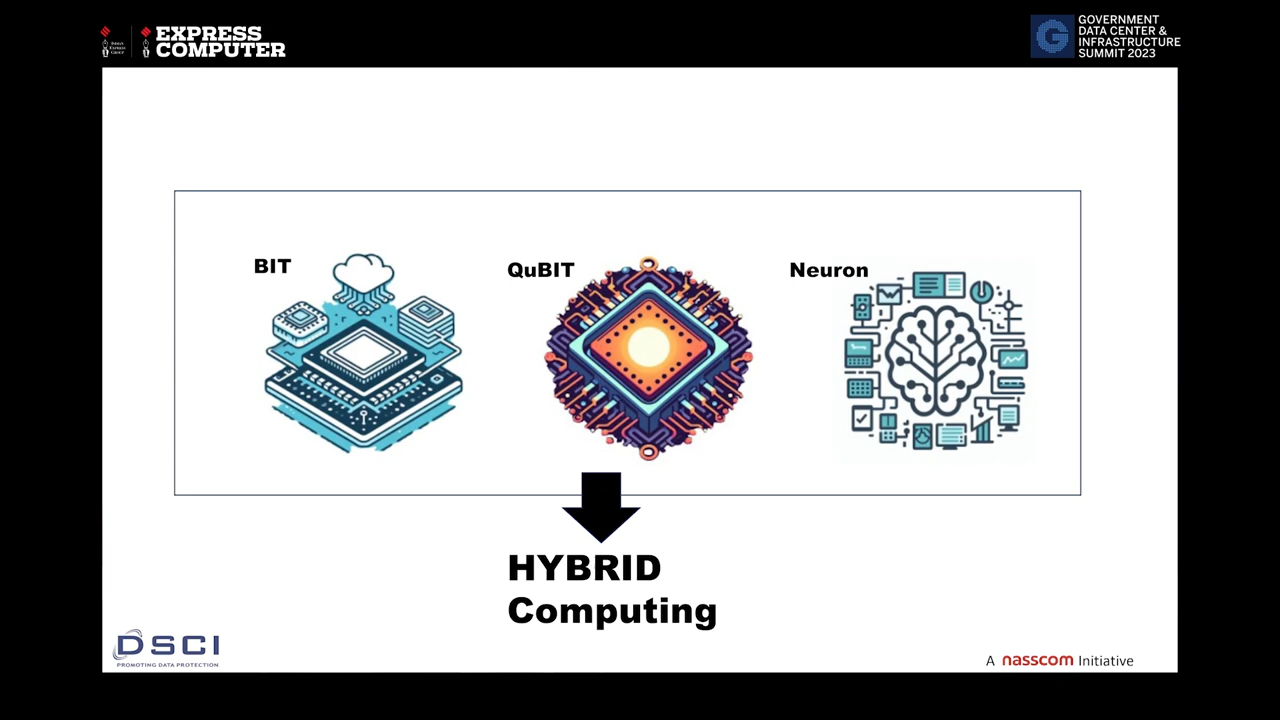 EXPRESS
COMPUTER
GOVERNMENT
DATA CENTER &
INFRASTRUCTURE
SUMMIT 2023
BIT
QuBIT
Neuron
HYBRID
Computing
DSCI
PROMOTING DATA PROTECTION
A nasscom Initiative